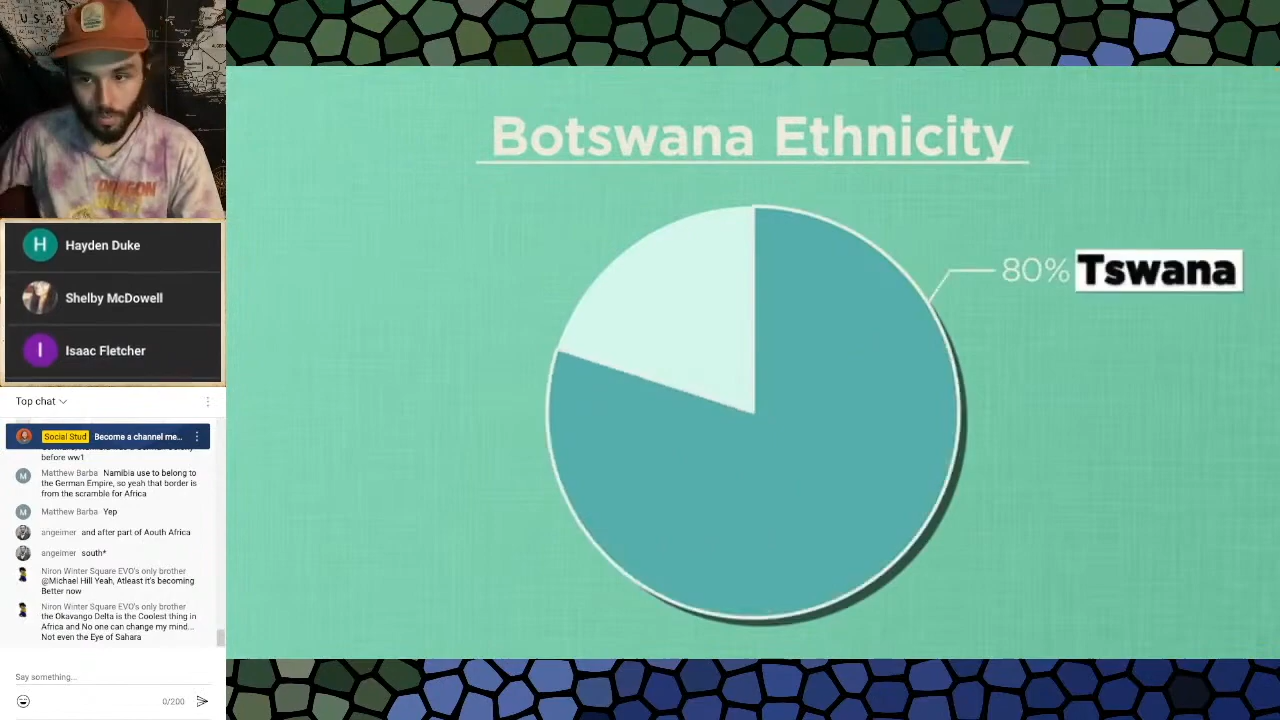 U.S.A.
DRAGON
Hayden Duke
Shelby McDowell
Isaac Fletcher
Top chat
Social Stud Become a channel me...
before ww1
Matthew Barba Namibia use to belong to
the German Empire, so yeah that border is
from the scramble for Africa
Matthew Barba Yep
angeimer and after part of Aouth Africa
angeimer south*
Niron Winter Square EVO's only brother
@Michael Hill Yeah, Atleast it's becoming
Better now
Niron Winter Square EVO's only brother
the Okavango Delta is the Coolest thing in
Africa and No one can change my mind...
Not even the Eye of Sahara
Say something...
0/200
Botswana Ethnicity
80% Tswana